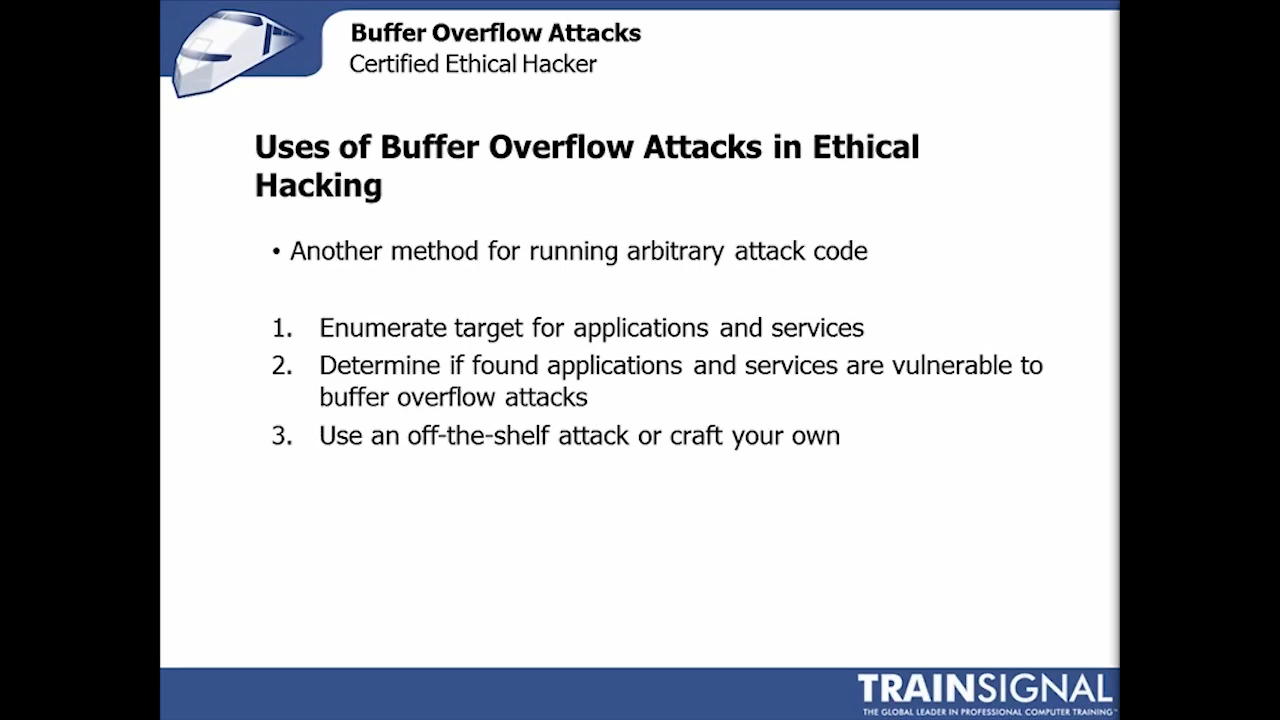 Buffer Overflow Attacks
Certified Ethical Hacker
Uses of Buffer Overflow Attacks in Ethical
Hacking
• Another method for running arbitrary attack code
1. Enumerate target for applications and services
2. Determine if found applications and services are vulnerable to
buffer overflow attacks
3. Use an off-the-shelf attack or craft your own
TRAINSIGNAL
THE GLOBAL LEADER IN PROFESSIONAL COMPUTER TRAINING